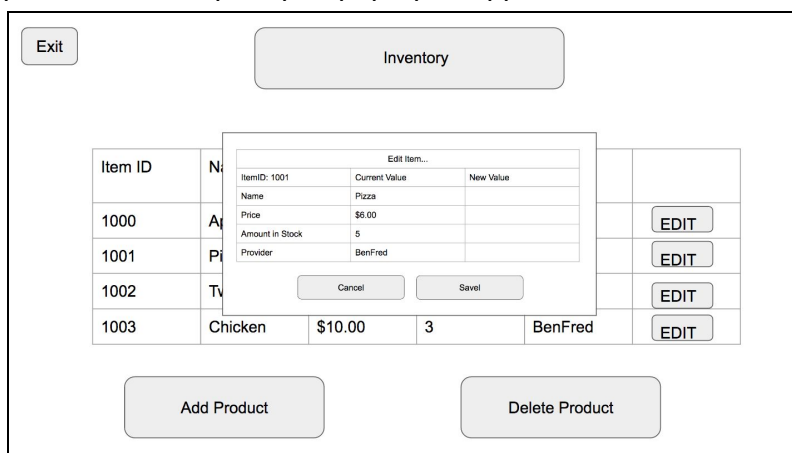 Exit
Inventory
Item ID
Edit Item...
ItemID: 1001 Current Value New Value
Name Pizza
Price $6.00
Amount in Stock 5
Provider BenFred
Cancel Savel
1000 EDIT
1001 EDIT
1002 EDIT
1003 Chicken $10.00 3 BenFred EDIT
Add Product Delete Product